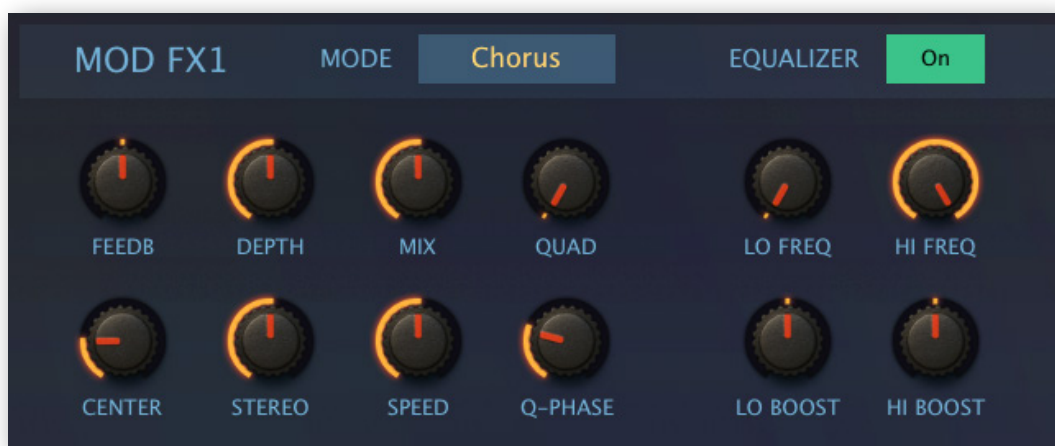 MOD FX1 MODE Chorus EQUALIZER On
FEEDB DEPTH MIX QUAD LO FREQ HI FREQ
CENTER STEREO SPEED Q-PHASE LO BOOST HI BOOST